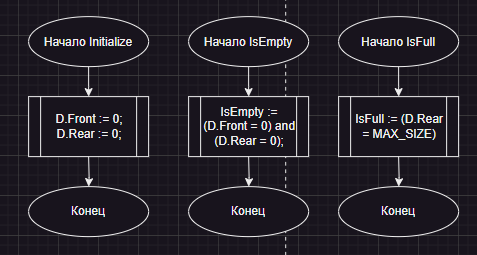 Начало Initialize
D.Front := 0;
D.Rear := 0;
Конец
Начало IsEmpty
IsEmpty :=
(D.Front = 0) and
(D.Rear = 0);
Конец
Начало IsFull
IsFull := (D.Rear
= MAX_SIZE)
Конец